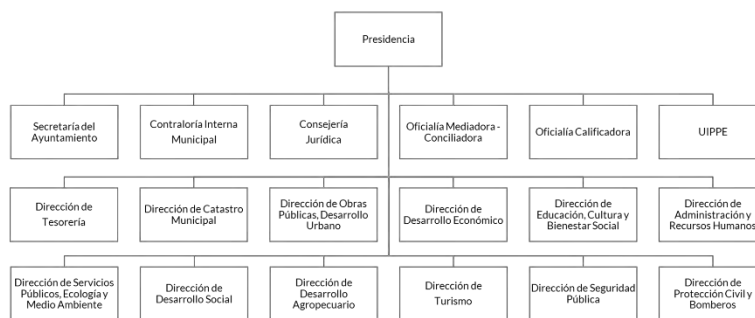 Presidencia
Secretaría del
Ayuntamiento
Contraloría Interna
Municipal
Consejería
Jurídica
Oficialía Mediadora -
Conciliadora
Oficialía Calificadora
UIPPE
Dirección de
Tesorería
Dirección de Catastro
Municipal
Dirección de Obras
Públicas, Desarrollo
Urbano
Dirección de
Desarrollo Económico
Dirección de
Educación, Cultura y
Bienestar Social
Dirección de
Administración y
Recursos Humanos
Dirección de Servicios
Públicos, Ecología y
Medio Ambiente
Dirección de
Desarrollo Social
Dirección de
Desarrollo
Agropecuario
Dirección de
Turismo
Dirección de Seguridad
Pública
Dirección de
Protección Civil y
Bomberos